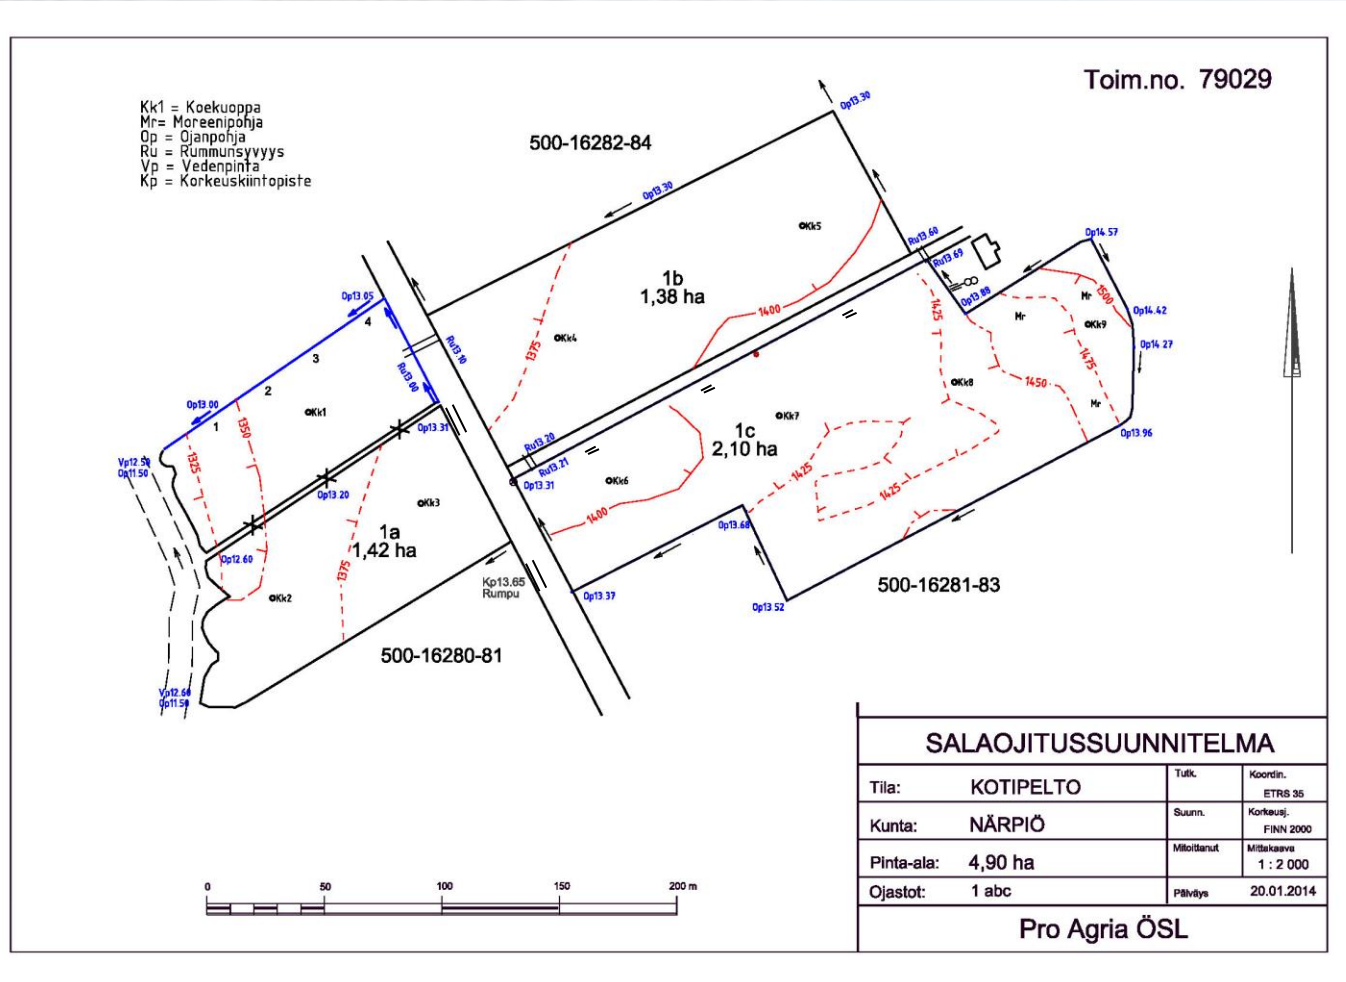 Toim.no. 79029
Kk1 = Koekuoppa
Mr= Moreenipohja
Op = Ojanpohja
Ru = Rummunsyvyys
Vp = Vedenpinta
Kp = Korkeuskiintopiste
500-16282-84
Op13.30
Op13.30
Kk5
Ru13.60
Ru13.69
Op14.57
1b
1,38 ha
1400
Op13.88
1500
Mr
Mr
Kk9
Op14.42
Op14 27
Op13.05
4
3
2
1
Op13.00
Kk1
Ru13.10
Ru13.00
Kk4
1375
1425
1475
1450
Kk8
Mr
Op13.96
Kk7
1c
2,10 ha
Op13.31
1350
1325
Vp12.50
Op11.50
Op13.20
Ru13.20
Ru13.21
Op13.31
Kk6
1400
1425
1425
Kk3
1a
1,42 ha
1375
Op12.60
Kk2
Op13.68
Op13.52
Op13.37
Kp13.65
Rumpu
500-16281-83
500-16280-81
Vp12.60
Op11.50
0 50 100 150 200 m
SALAOJITUSSUUNNITELMA
Tila: KOTIPELTO Tutk. Koordin. ETRS 35
Kunta: NÄRPIÖ Suunn. Korkeusj. FINN 2000
Pinta-ala: 4,90 ha Mitoittanut Mittakaava 1 : 2 000
Ojastot: 1 abc Päiväys 20.01.2014
Pro Agria ÖSL